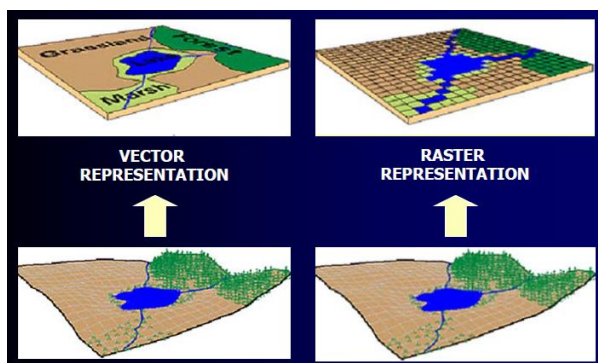 Grassland
Forest
Lake
Marsh
VECTOR
REPRESENTATION
RASTER
REPRESENTATION